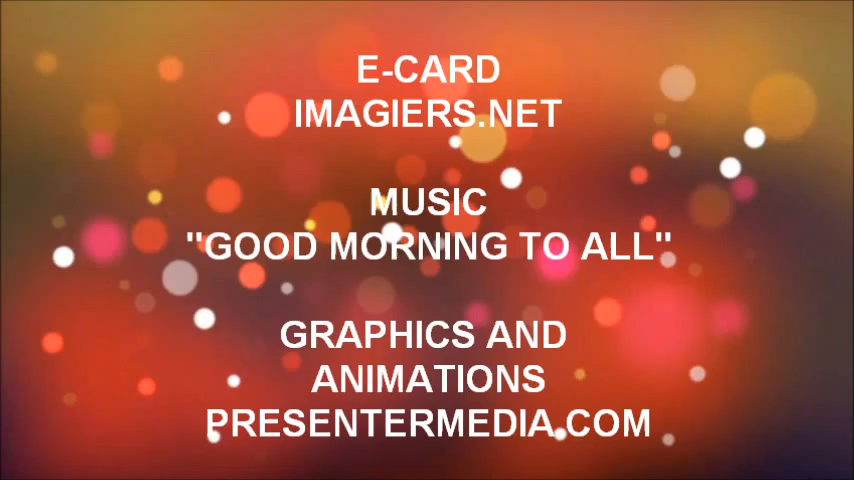 E-CARD
IMAGIERS.NET
MUSIC
"GOOD MORNING TO ALL"
GRAPHICS AND
ANIMATIONS
PRESENTERMEDIA.COM